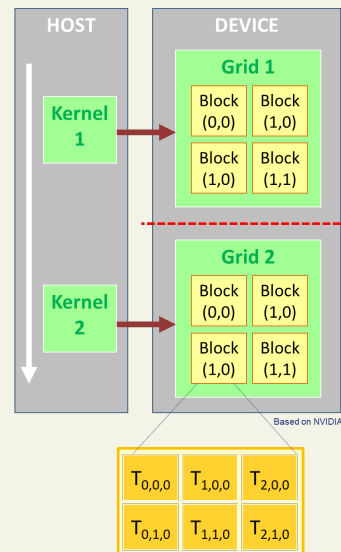 HOST
DEVICE
Grid 1
Kernel
1
Block
(0,0)
Block
(1,0)
Block
(1,0)
Block
(1,1)
Grid 2
Kernel
2
Block
(0,0)
Block
(1,0)
Block
(1,0)
Block
(1,1)
Based on NVIDIA
T0,0,0 T1,0,0 T2,0,0
T0,1,0 T1,1,0 T2,1,0